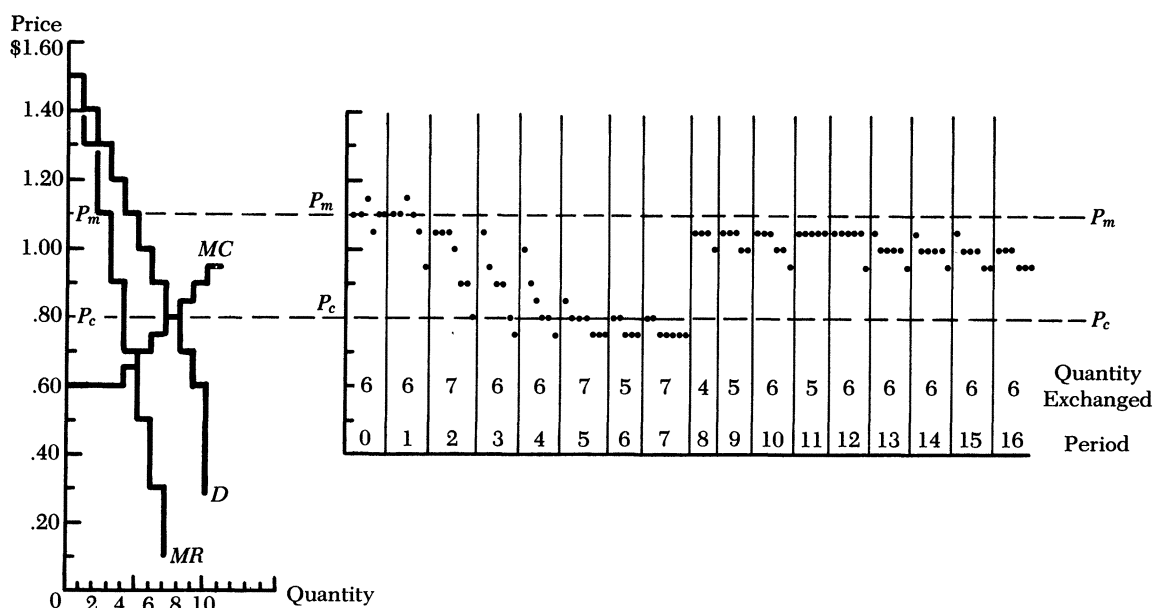 Price
$1.60
1.40
1.20
P_m
1.00
MC
P_c
.80
.60
.40
.20
D
MR
0 2 4 6 8 10
Quantity
P_m
P_m
P_c
P_c
6 6 7 6 6 7 5 7 4 5 6 5 6 6 6 6 6
Quantity
Exchanged
0 1 2 3 4 5 6 7 8 9 10 11 12 13 14 15 16
Period